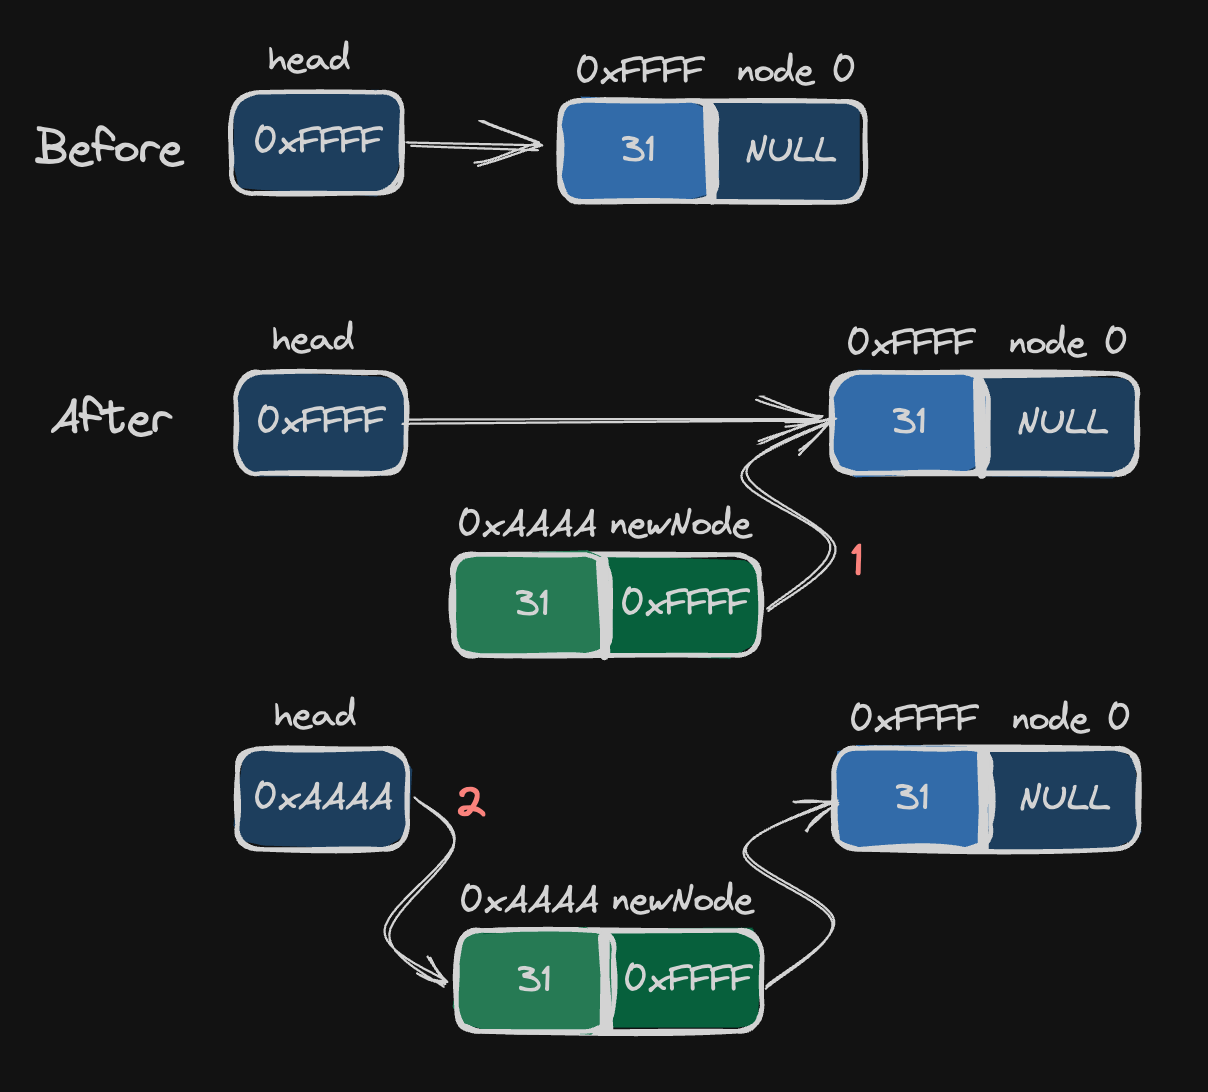 head
0xFFFF node 0
Before
0xFFFF
31
NULL
head
0xFFFF node 0
After
0xFFFF
31
NULL
0xAAAA newNode
1
31
0xFFFF
head
0xFFFF node 0
0xAAAA
2
31
NULL
0xAAAA newNode
31
0xFFFF